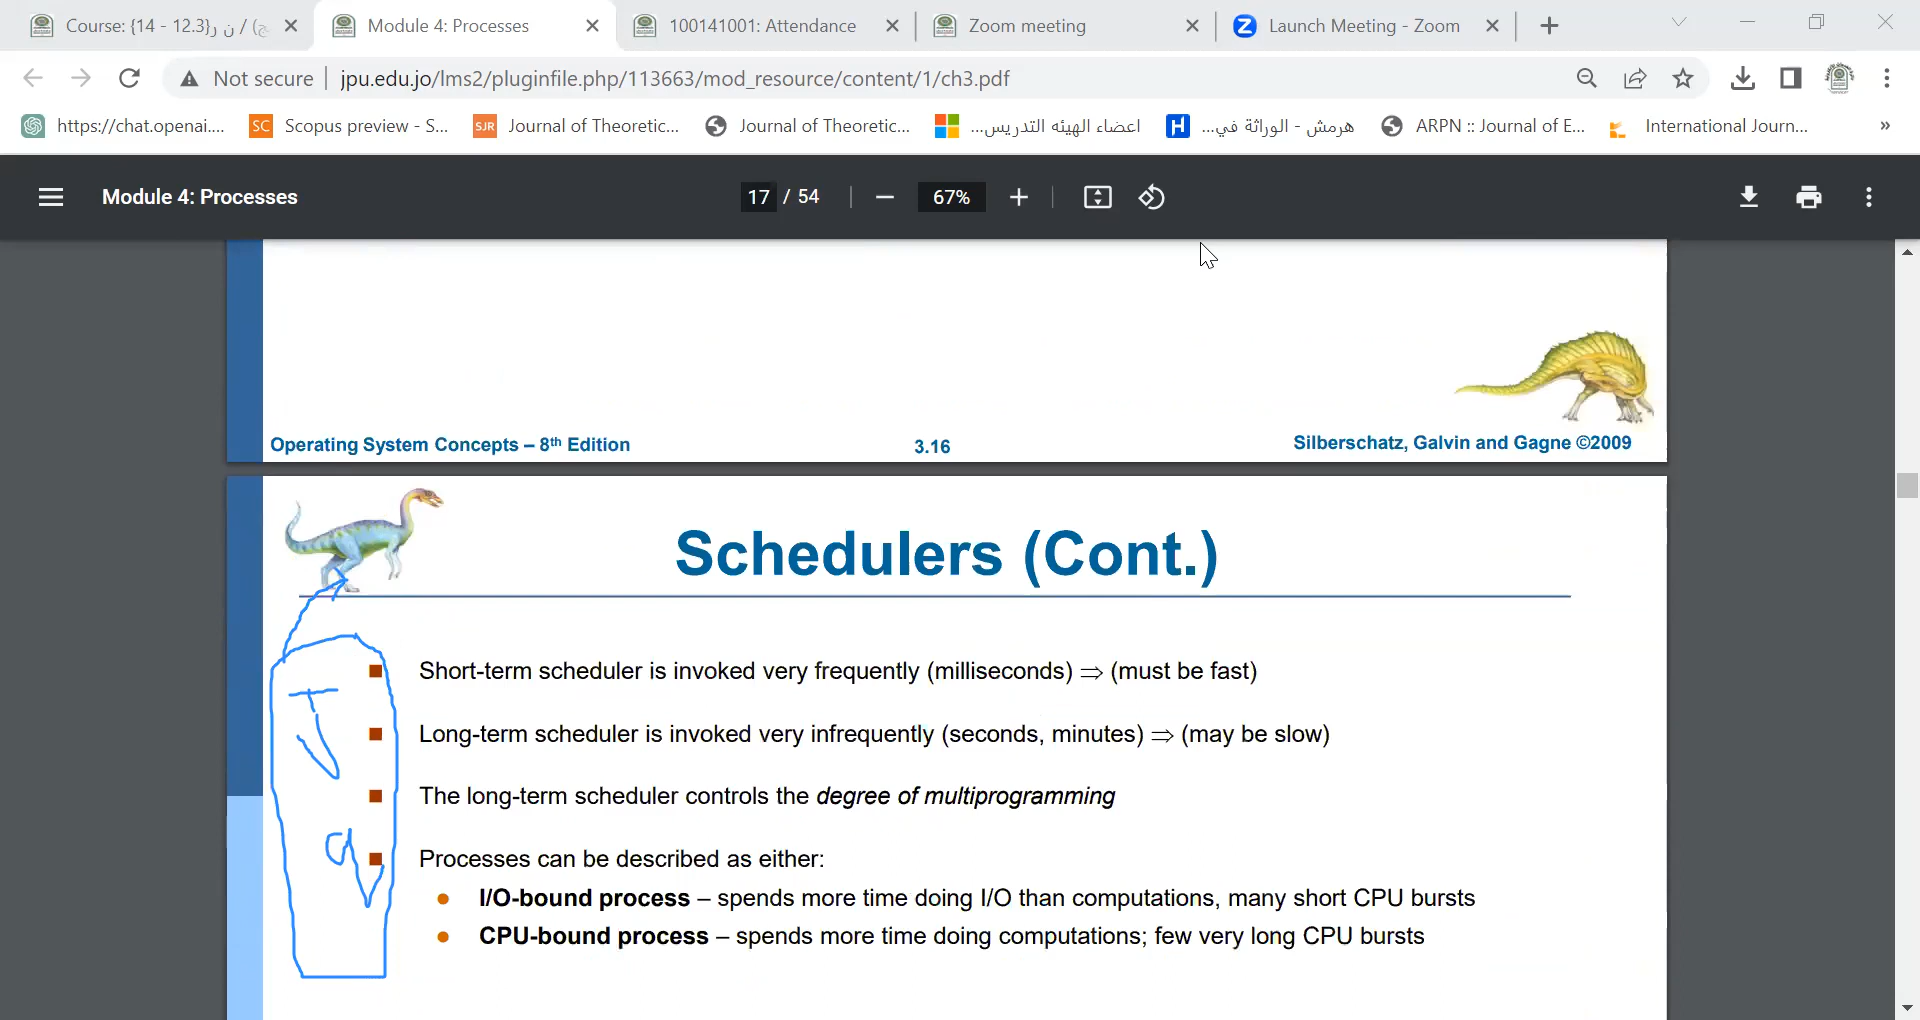 Course: {14 - 12.3}
Module 4: Processes
100141001: Attendance
Zoom meeting
Launch Meeting - Zoom
Not secure
jpu.edu.jo/lms2/pluginfile.php/113663/mod_resource/content/1/ch3.pdf
https://chat.openai....
SC
Scopus preview - S...
SJR
Journal of Theoretic...
Journal of Theoretic...
اعضاء الهيئه التدريس...
H
هرمش - الوراثة في...
ARPN :: Journal of E...
International Journ...
»
Module 4: Processes
17 / 54
67%
Operating System Concepts – 8th Edition
3.16
Silberschatz, Galvin and Gagne ©2009
Schedulers (Cont.)
Short-term scheduler is invoked very frequently (milliseconds) ⇒ (must be fast)
Long-term scheduler is invoked very infrequently (seconds, minutes) ⇒ (may be slow)
The long-term scheduler controls the degree of multiprogramming
Processes can be described as either:
I/O-bound process – spends more time doing I/O than computations, many short CPU bursts
CPU-bound process – spends more time doing computations; few very long CPU bursts